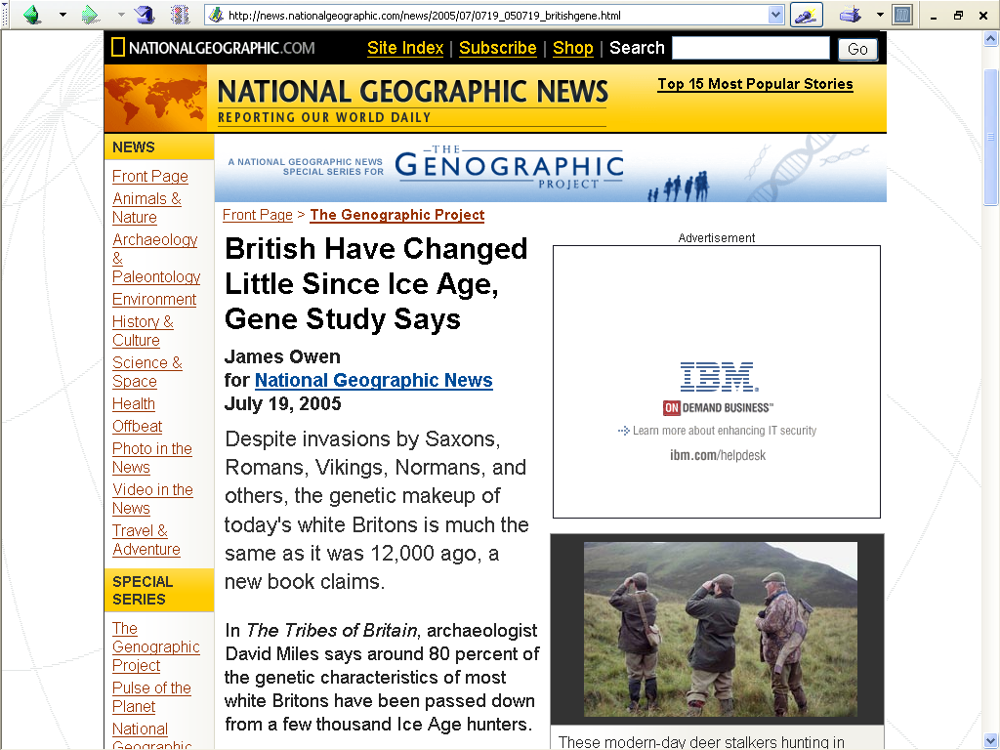 http://news.nationalgeographic.com/news/2005/07/0719_050719_britishgene.html
NATIONALGEOGRAPHIC.COM
Site Index | Subscribe | Shop | Search
Go
NATIONAL GEOGRAPHIC NEWS
REPORTING OUR WORLD DAILY
Top 15 Most Popular Stories
NEWS
Front Page
Animals &
Nature
Archaeology
&
Paleontology
Environment
History &
Culture
Science &
Space
Health
Offbeat
Photo in the
News
Video in the
News
Travel &
Adventure
SPECIAL
SERIES
The
Genographic
Project
Pulse of the
Planet
National
Geographic
A NATIONAL GEOGRAPHIC NEWS
SPECIAL SERIES FOR
THE
GENOGRAPHIC
PROJECT
Front Page > The Genographic Project
British Have Changed
Little Since Ice Age,
Gene Study Says
James Owen
for National Geographic News
July 19, 2005
Despite invasions by Saxons,
Romans, Vikings, Normans, and
others, the genetic makeup of
today's white Britons is much the
same as it was 12,000 ago, a
new book claims.
In The Tribes of Britain, archaeologist
David Miles says around 80 percent of
the genetic characteristics of most
white Britons have been passed down
from a few thousand Ice Age hunters.
Advertisement
IBM.
ON DEMAND BUSINESS™
Learn more about enhancing IT security
ibm.com/helpdesk
These modern-day deer stalkers hunting in